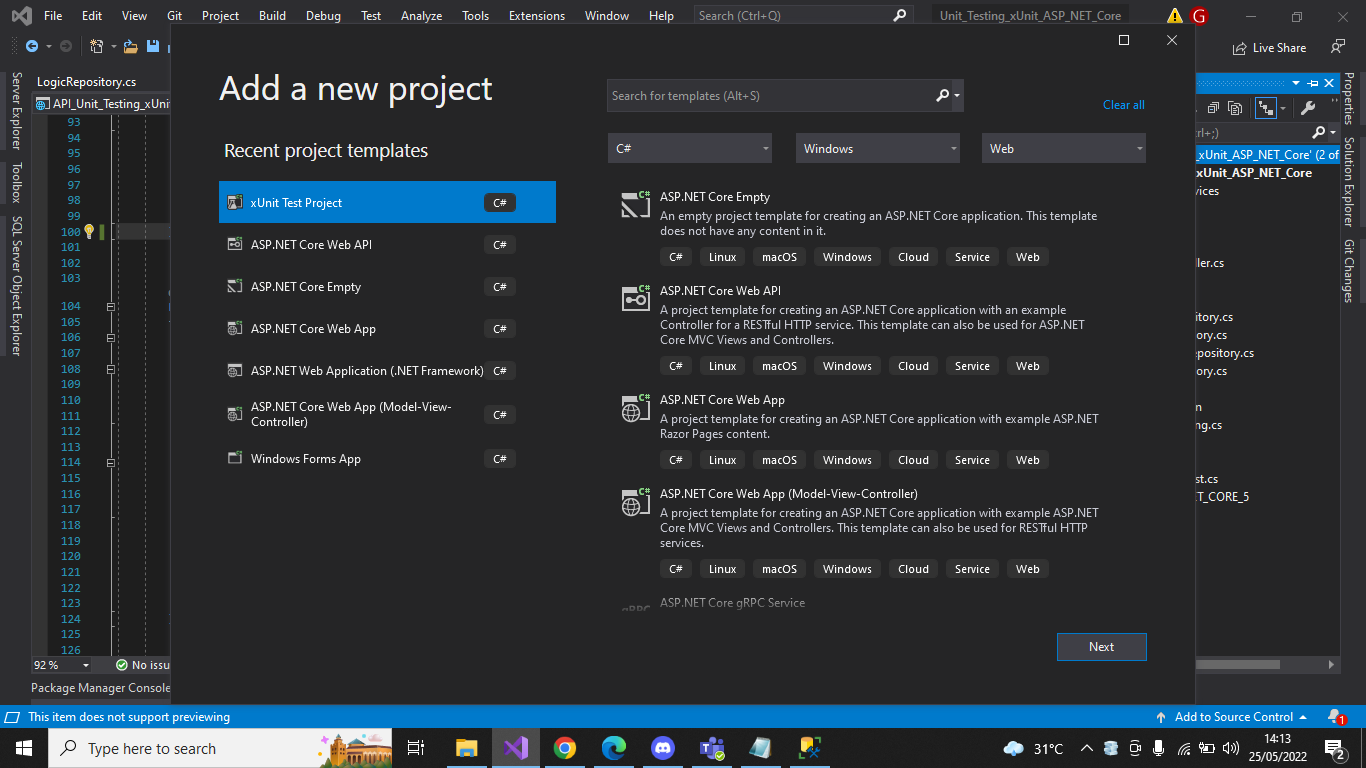 File Edit View Git Project Build Debug Test Analyze Tools Extensions Window Help Search (Ctrl+Q) Unit_Testing_xUnit_ASP_NET_Core G
Live Share
LogicRepository.cs
API_Unit_Testing_xUni
Server Explorer
Toolbox
SQL Server Object Explorer
93
94
95
96
97
98
99
100
101
102
103
104
105
106
107
108
109
110
111
112
113
114
115
116
117
118
119
120
121
122
123
124
125
126
92 %
No issu
Package Manager Console
Add a new project
Recent project templates
xUnit Test Project C#
ASP.NET Core Web API C#
ASP.NET Core Empty C#
ASP.NET Core Web App C#
ASP.NET Web Application (.NET Framework) C#
ASP.NET Core Web App (Model-View-
Controller) C#
Windows Forms App C#
Search for templates (Alt+S)
Clear all
C# Windows Web
C#
ASP.NET Core Empty
An empty project template for creating an ASP.NET Core application. This template
does not have any content in it.
C# Linux macOS Windows Cloud Service Web
C#
ASP.NET Core Web API
A project template for creating an ASP.NET Core application with an example
Controller for a RESTful HTTP service. This template can also be used for ASP.NET
Core MVC Views and Controllers.
C# Linux macOS Windows Cloud Service Web
C#
ASP.NET Core Web App
A project template for creating an ASP.NET Core application with example ASP.NET
Razor Pages content.
C# Linux macOS Windows Cloud Service Web
C#
ASP.NET Core Web App (Model-View-Controller)
A project template for creating an ASP.NET Core application with example ASP.NET
Core MVC Views and Controllers. This template can also be used for RESTful HTTP
services.
C# Linux macOS Windows Cloud Service Web
ASP.NET Core gRPC Service
Next
trl+;)
_xUnit_ASP_NET_Core' (2 of
xUnit_ASP_NET_Core
vices
ller.cs
itory.cs
ory.cs
epository.cs
ory.cs
n
ng.cs
st.cs
T_CORE_5
Properties
Solution Explorer
Git Changes
This item does not support previewing
Add to Source Control 1
Type here to search
31°C
14:13
25/05/2022
2